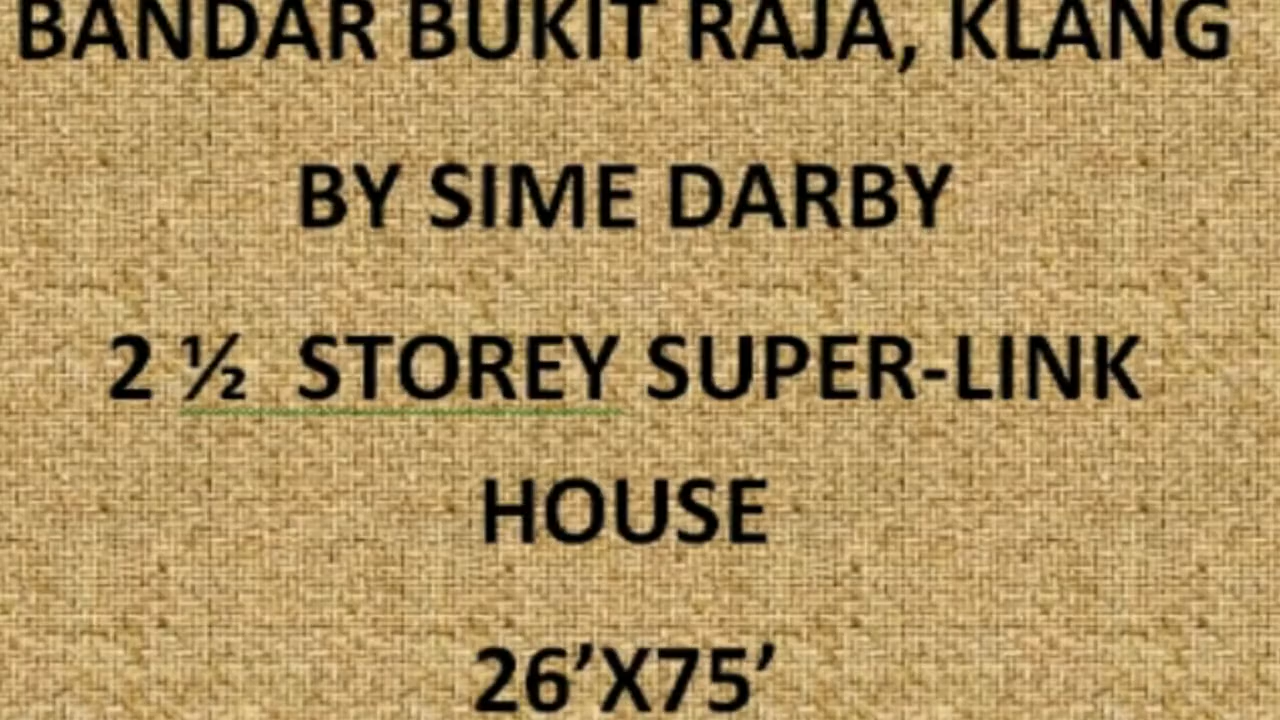 BANDAR BUKIT RAJA, KLANG
BY SIME DARBY
2 ½ STOREY SUPER-LINK
HOUSE
26’X75’